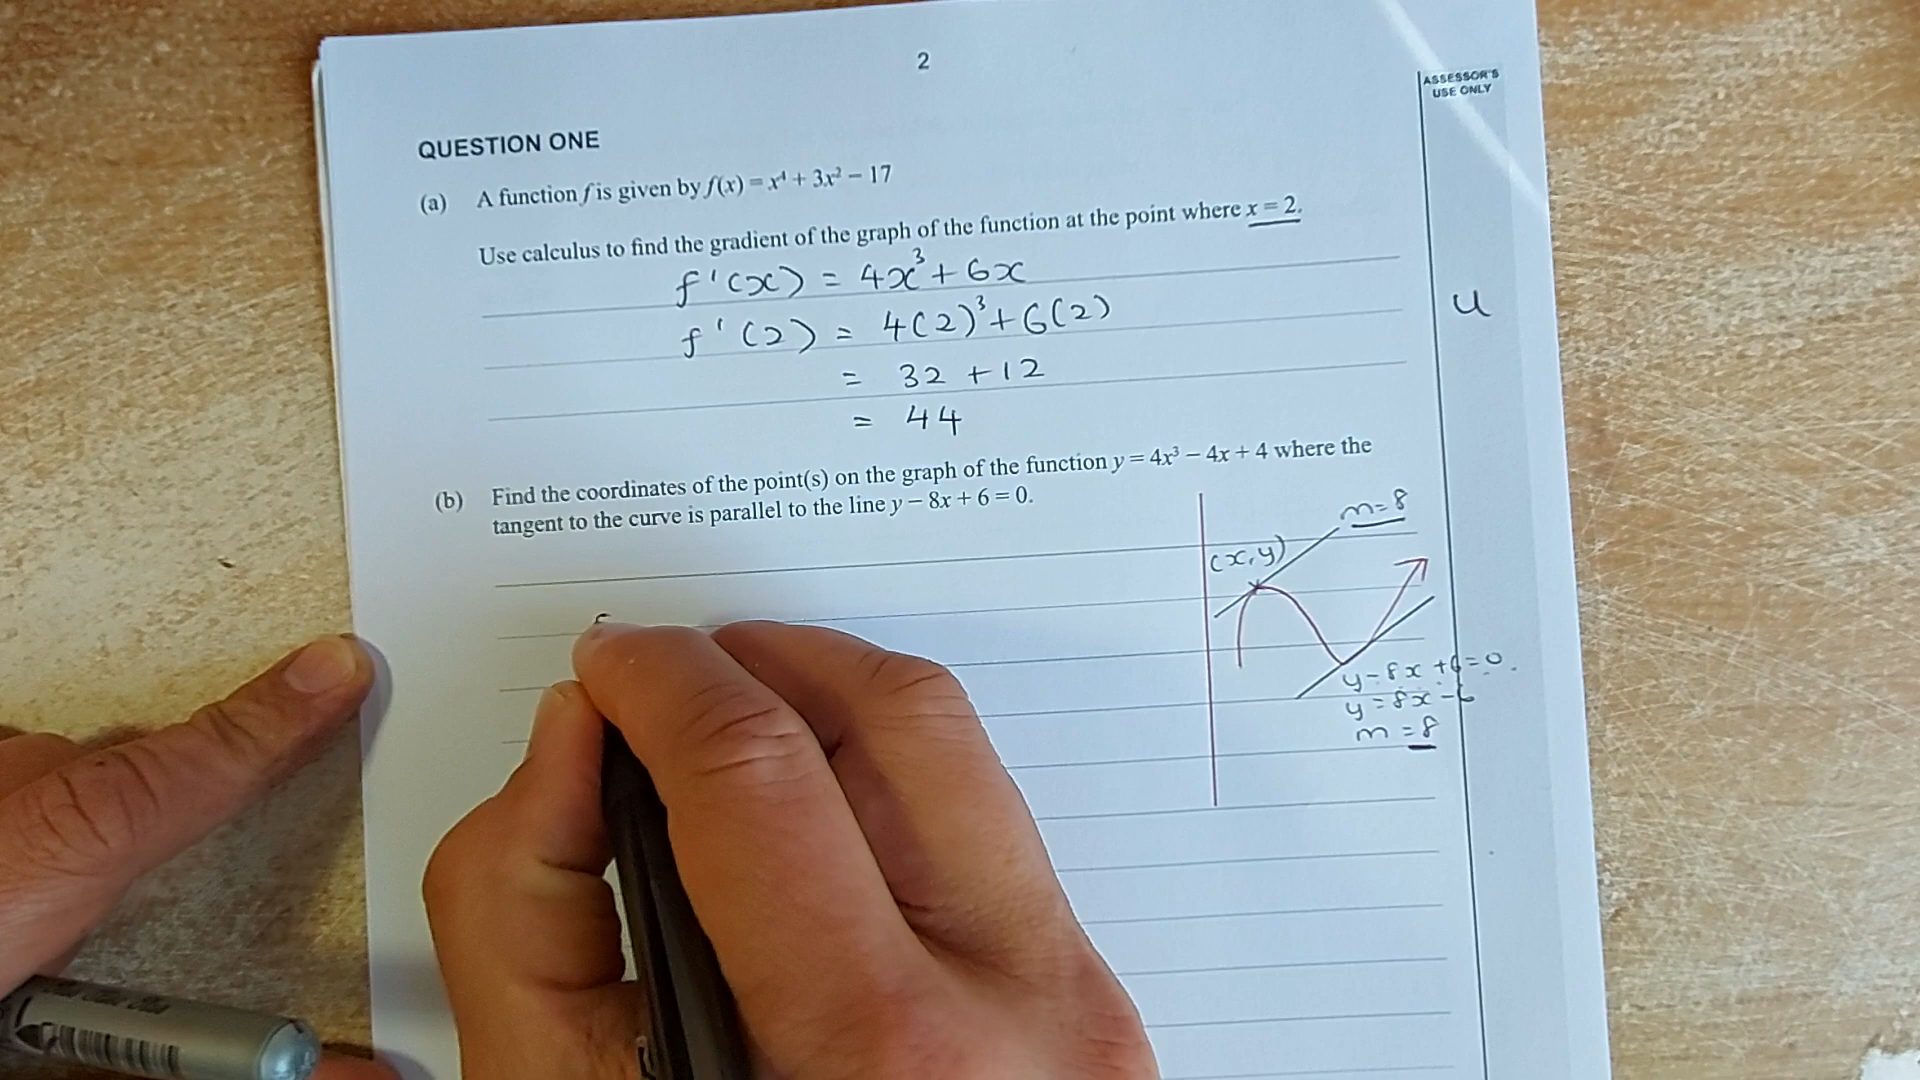 2
ASSESSOR'S
USE ONLY
QUESTION ONE
(a) A function f is given by f(x) = x⁴ + 3x² – 17
Use calculus to find the gradient of the graph of the function at the point where x = 2.
f'(x) = 4x³ + 6x
f'(2) = 4(2)³ + 6(2)
= 32 + 12
= 44
u
(b) Find the coordinates of the point(s) on the graph of the function y = 4x³ – 4x + 4 where the
tangent to the curve is parallel to the line y – 8x + 6 = 0.
m = 8
(x, y)
y - 8x + 6 = 0.
y = 8x - 6
m = 8